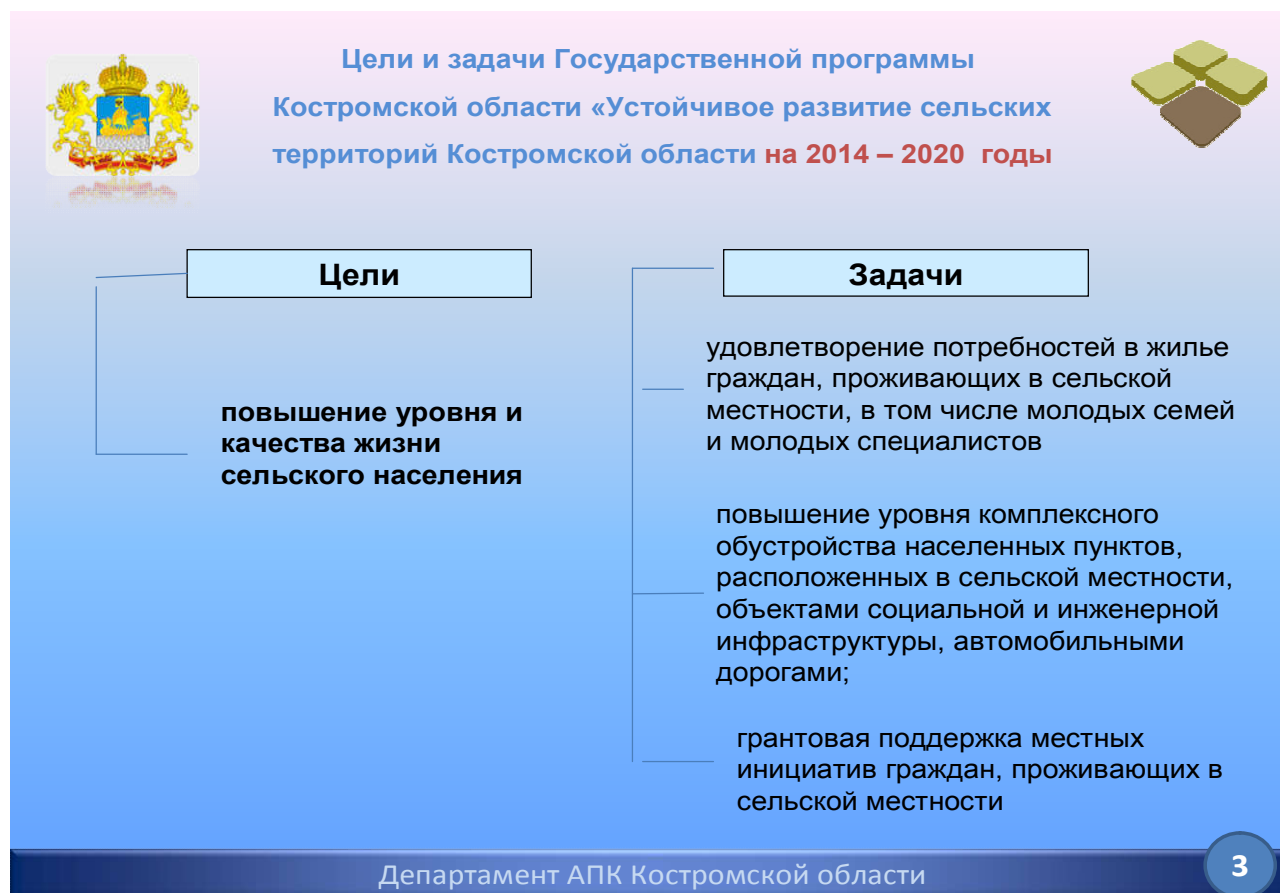 Цели и задачи Государственной программы
Костромской области «Устойчивое развитие сельских
территорий Костромской области на 2014 – 2020 годы
Цели
повышение уровня и
качества жизни
сельского населения
Задачи
удовлетворение потребностей в жилье
граждан, проживающих в сельской
местности, в том числе молодых семей
и молодых специалистов
повышение уровня комплексного
обустройства населенных пунктов,
расположенных в сельской местности,
объектами социальной и инженерной
инфраструктуры, автомобильными
дорогами;
грантовая поддержка местных
инициатив граждан, проживающих в
сельской местности
Департамент АПК Костромской области
3